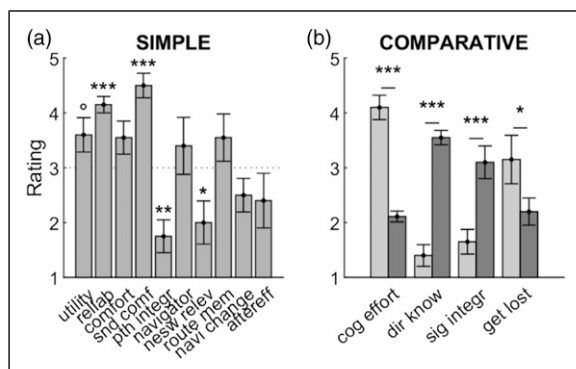 (a) SIMPLE
Rating
5
4
3
2
1
° *** *** ** *
utility
reliab
comfort
snd comf
pth integr
navigator
nesw relev
route mem
navi change
aftereff
(b) COMPARATIVE
5
4
3
2
1
*** *** *** *
cog effort
dir know
sig integr
get lost